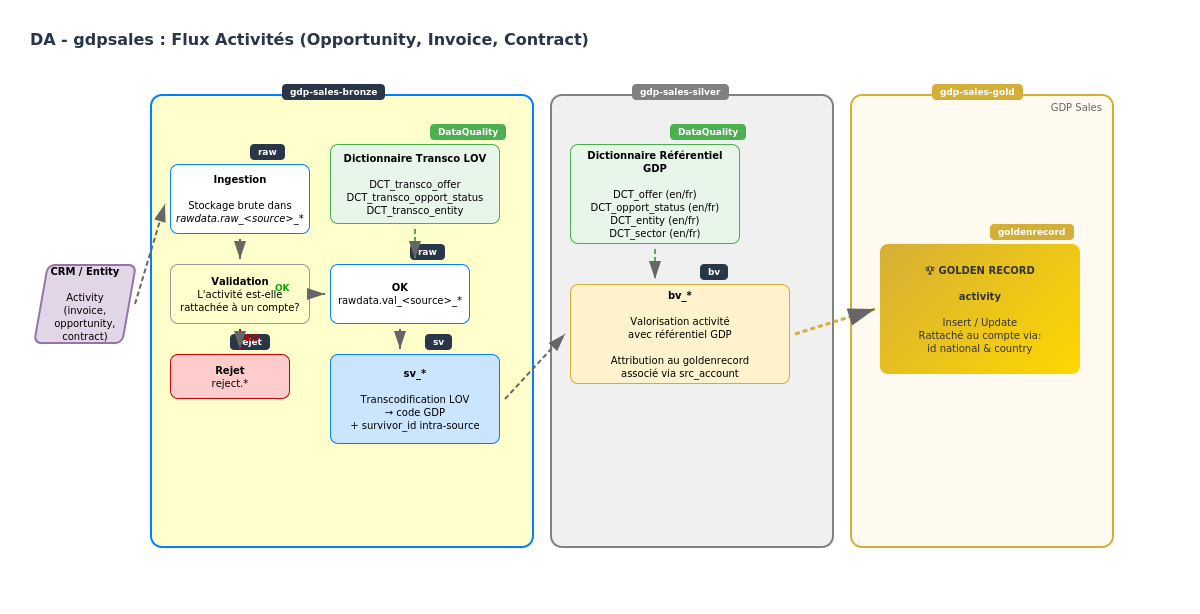 DA - gdpsales : Flux Activités (Opportunity, Invoice, Contract)
gdp-sales-bronze
raw
Ingestion
Stockage brute dans
rawdata.raw_<source>_*
DataQuality
Dictionnaire Transco LOV
DCT_transco_offer
DCT_transco_opport_status
DCT_transco_entity
CRM / Entity
Activity
(invoice,
opportunity,
contract)
Validation
L'activité est-elle
rattachée à un compte?
OK
raw
OK
rawdata.val_<source>_*
Rejet
reject.*
sv
sv_*
Transcodification LOV
→ code GDP
+ survivor_id intra-source
gdp-sales-silver
DataQuality
Dictionnaire Référentiel
GDP
DCT_offer (en/fr)
DCT_opport_status (en/fr)
DCT_entity (en/fr)
DCT_sector (en/fr)
bv
bv_*
Valorisation activité
avec référentiel GDP
Attribution au goldenrecord
associé via src_account
gdp-sales-gold
GDP Sales
goldenrecord
🏆 GOLDEN RECORD
activity
Insert / Update
Rattaché au compte via:
id national & country